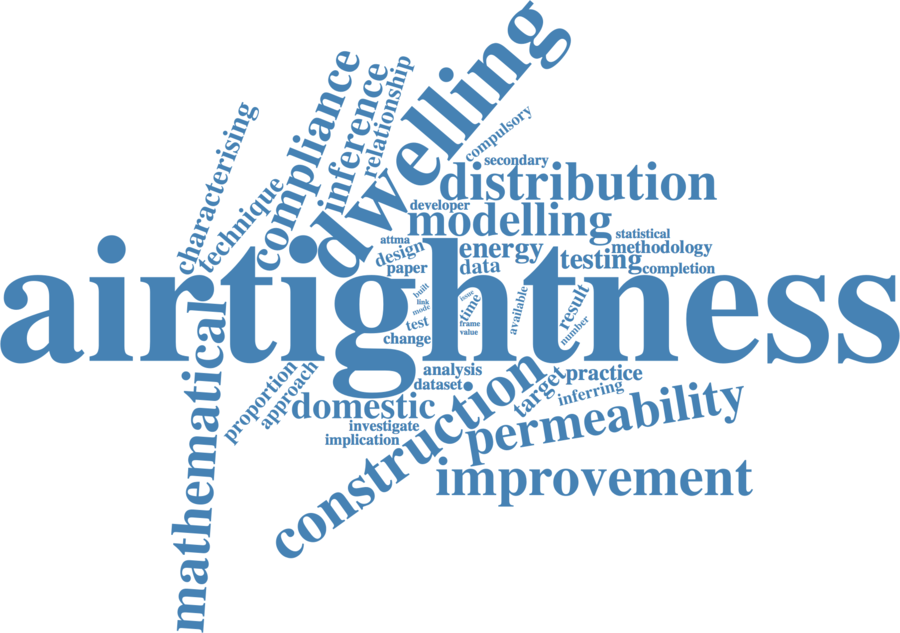 dwelling
compliance
inference
relationship
characterising
technique
compulsory
secondary
distribution
developer
modelling
attma
design
energy
statistical
methodology
paper
data
testing
completion
airtightness
built
link
mode
issue
time
frame
value
available
result
number
test
change
mathematical
proportion
approach
analysis
dataset
construction
target
practice
inferring
domestic
permeability
investigate
implication
improvement